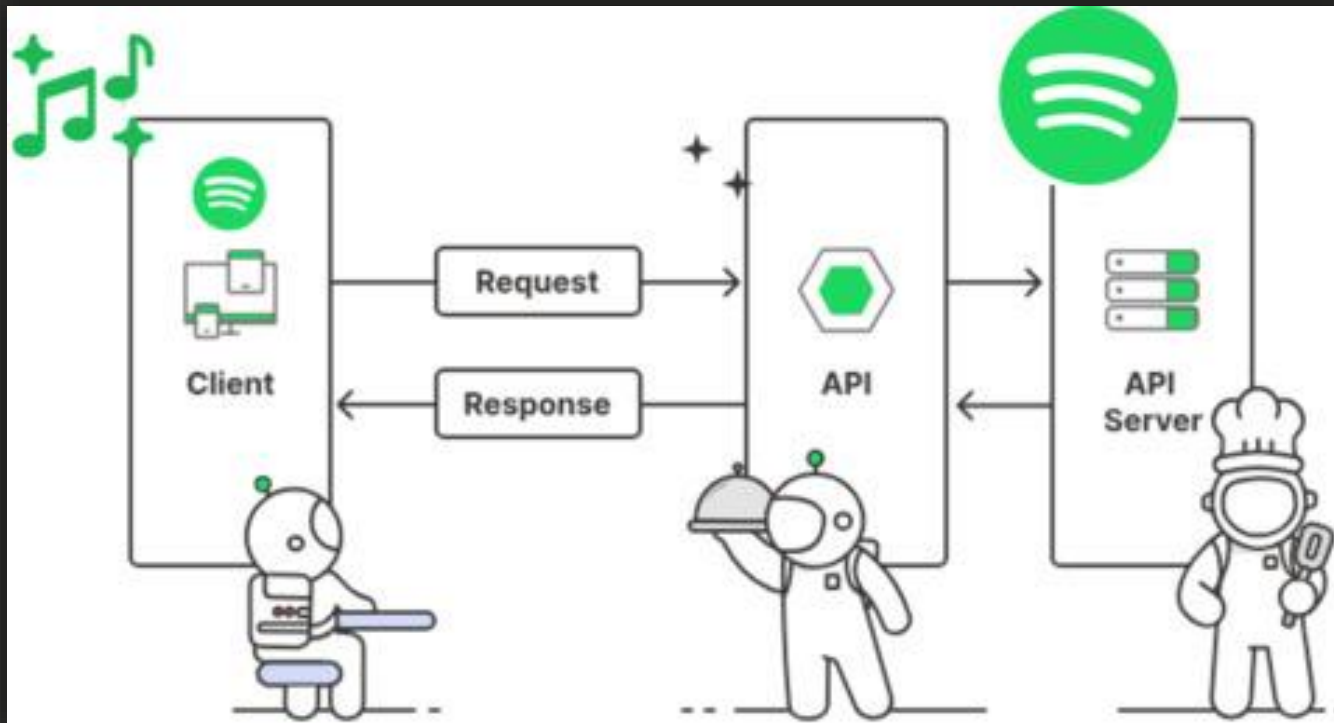 Request
Client
Response
API
API
Server